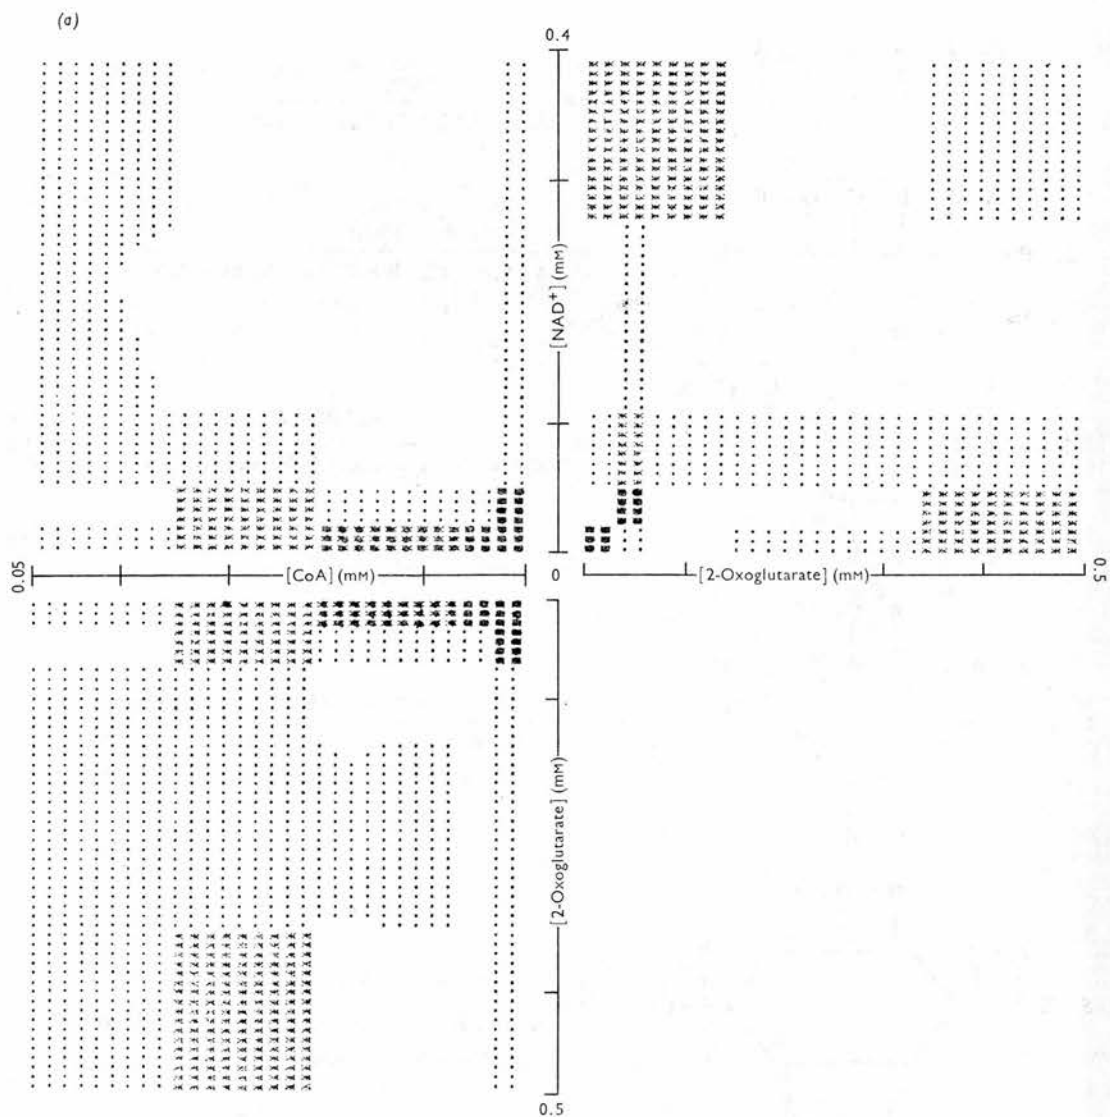 (a)
0.4
[NAD+] (mM)
0.05
[CoA] (mM)
0
[2-Oxoglutarate] (mM)
0.5
[2-Oxoglutarate] (mM)
0.5